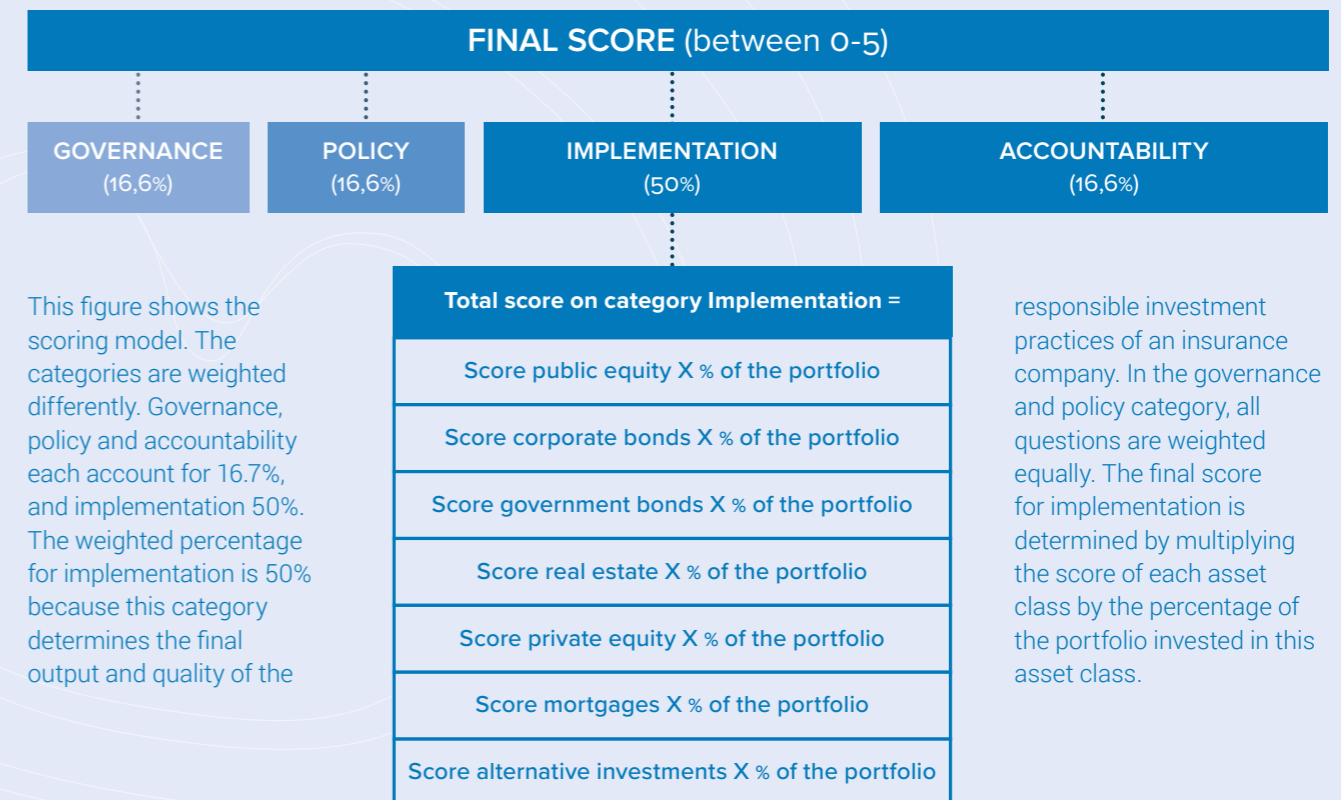 FINAL SCORE (between 0-5)
GOVERNANCE
(16,6%)
POLICY
(16,6%)
IMPLEMENTATION
(50%)
ACCOUNTABILITY
(16,6%)
This figure shows the
scoring model. The
categories are weighted
differently. Governance,
policy and accountability
each account for 16.7%,
and implementation 50%.
The weighted percentage
for implementation is 50%
because this category
determines the final
output and quality of the
Total score on category Implementation =
Score public equity X % of the portfolio
Score corporate bonds X % of the portfolio
Score government bonds X % of the portfolio
Score real estate X % of the portfolio
Score private equity X % of the portfolio
Score mortgages X % of the portfolio
Score alternative investments X % of the portfolio
responsible investment
practices of an insurance
company. In the governance
and policy category, all
questions are weighted
equally. The final score
for implementation is
determined by multiplying
the score of each asset
class by the percentage of
the portfolio invested in this
asset class.